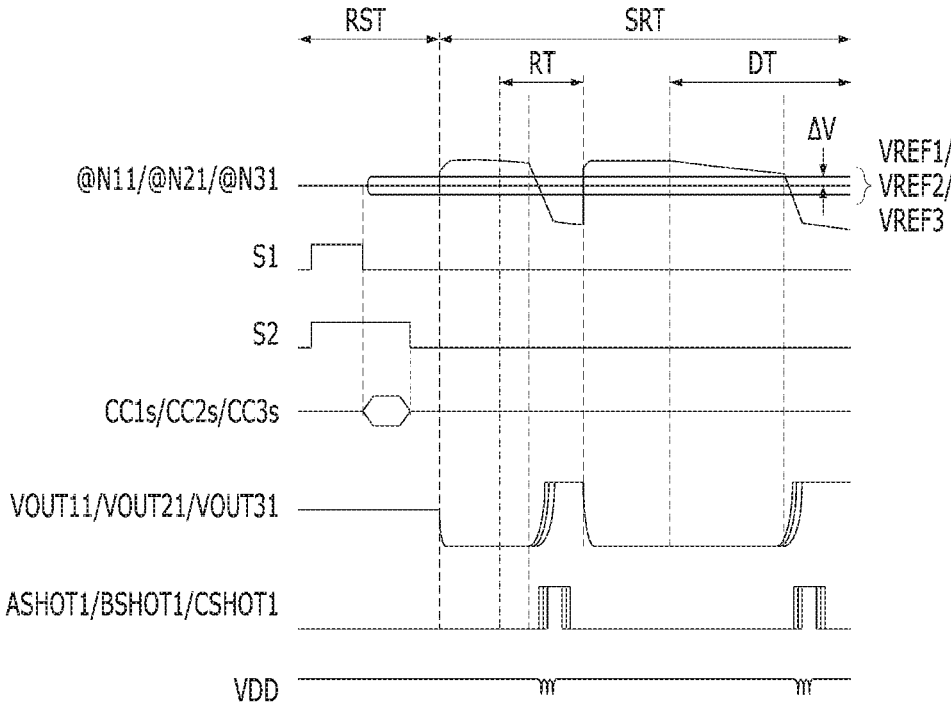 RST
SRT
RT
DT
ΔV
@N11/@N21/@N31
VREF1/
VREF2/
VREF3
S1
S2
CC1s/CC2s/CC3s
VOUT11/VOUT21/VOUT31
ASHOT1/BSHOT1/CSHOT1
VDD